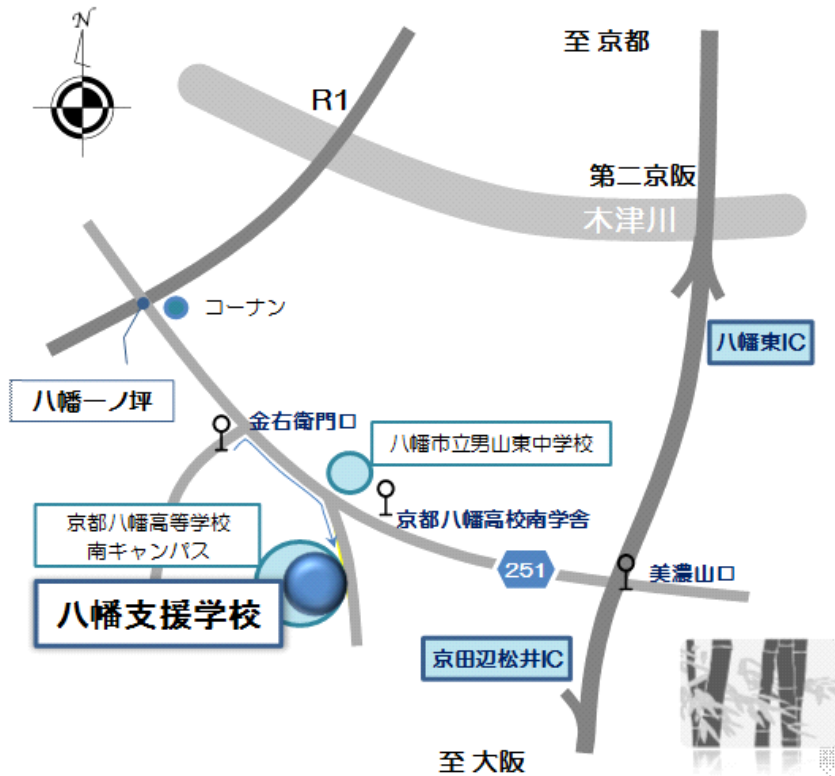 N
至 京都
R1
第二京阪
木津川
コーナン
八幡東IC
八幡一ノ坪
金右衛門口
八幡市立男山東中学校
京都八幡高校南学舎
京都八幡高等学校
南キャンパス
251
美濃山口
八幡支援学校
京田辺松井IC
至 大阪